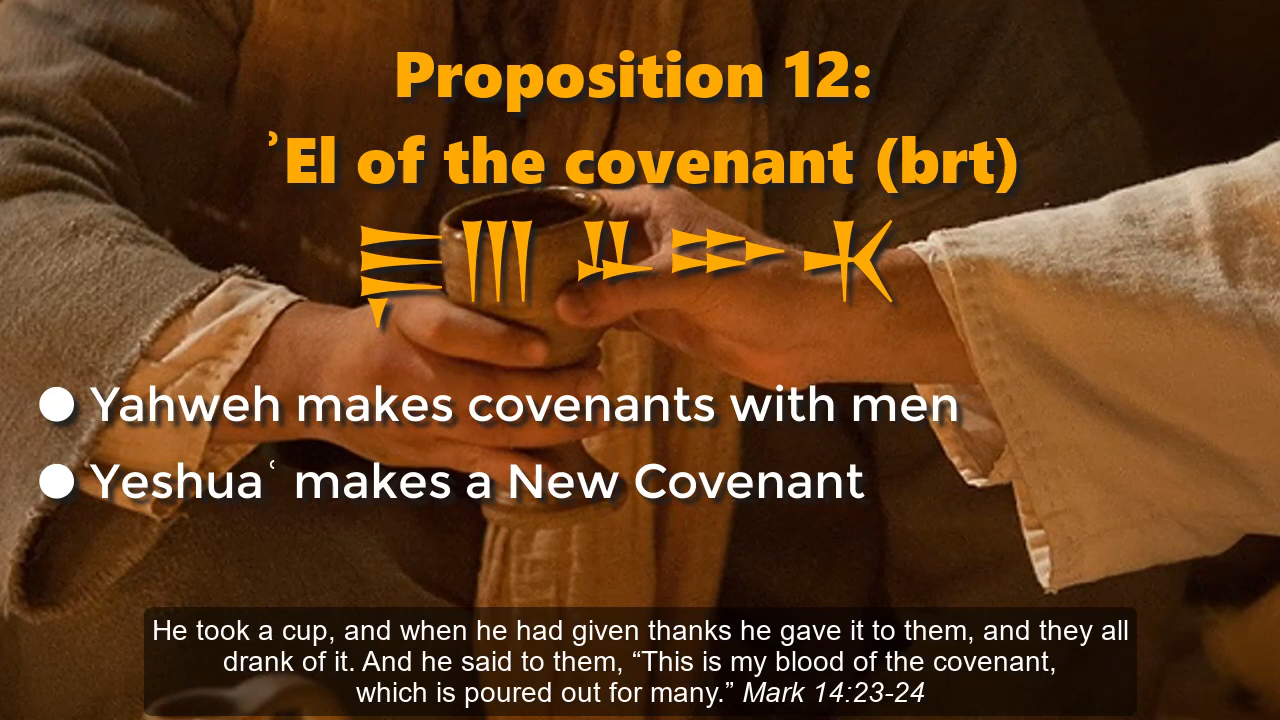 Proposition 12:
ʾEl of the covenant (brt)
𐎛𐎍 𐎁𐎗𐎘
● Yahweh makes covenants with men
● Yeshuaʿ makes a New Covenant
He took a cup, and when he had given thanks he gave it to them, and they all
drank of it. And he said to them, “This is my blood of the covenant,
which is poured out for many.” Mark 14:23-24